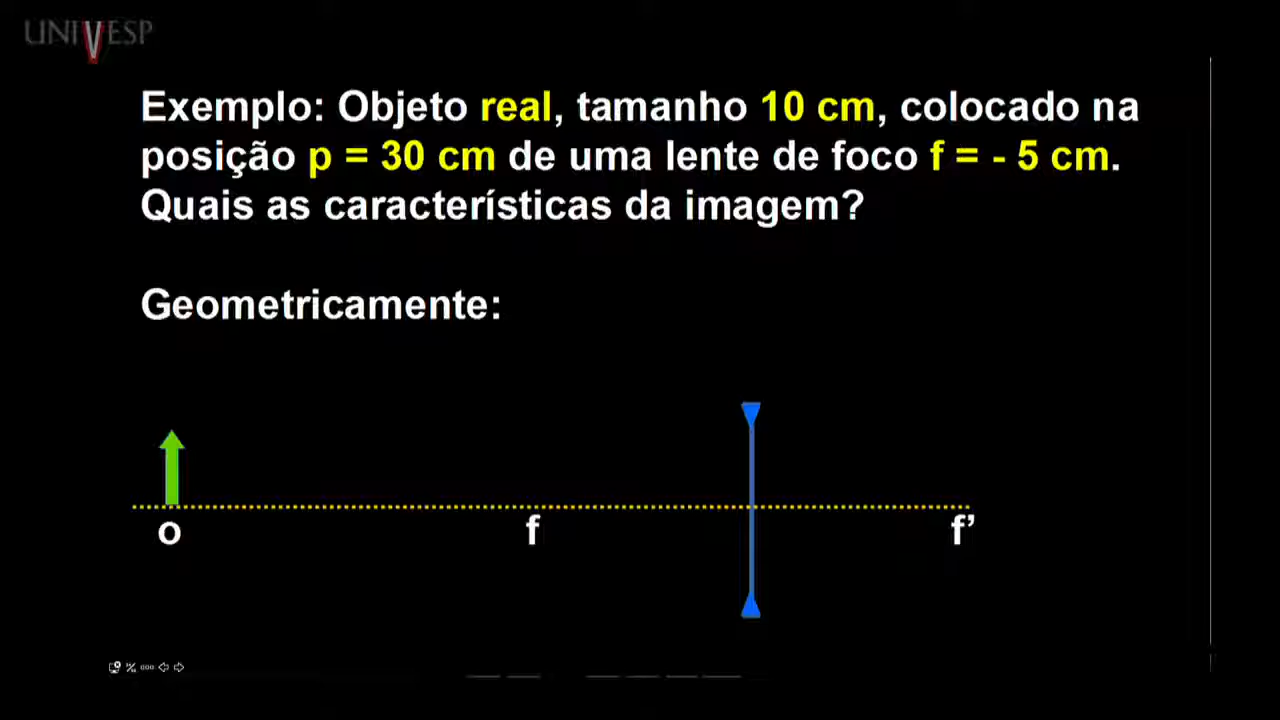 UNIVESP
Exemplo: Objeto real, tamanho 10 cm, colocado na
posição p = 30 cm de uma lente de foco f = - 5 cm.
Quais as características da imagem?
Geometricamente:
o f f’